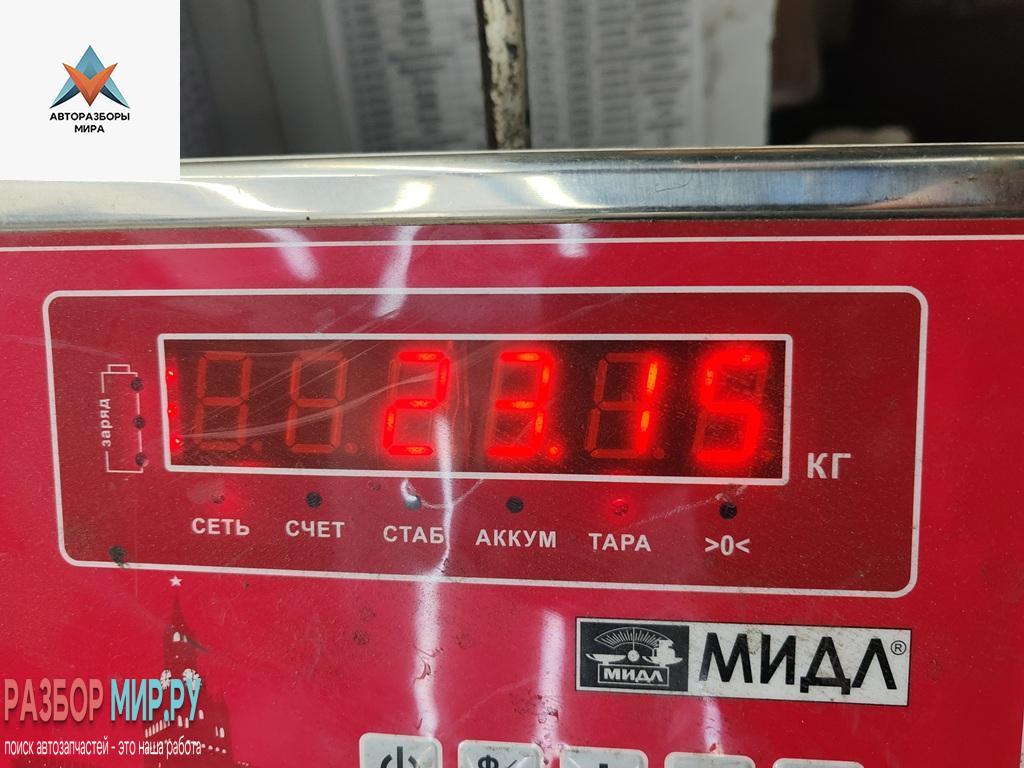 АВТОРАЗБОРЫ
МИРА
заряд
23.15
КГ
СЕТЬ СЧЕТ СТАБ АККУМ ТАРА >0<
МИДЛ МИДЛ®
РАЗБОР МИР.РУ
поиск автозапчастей - это наша работа